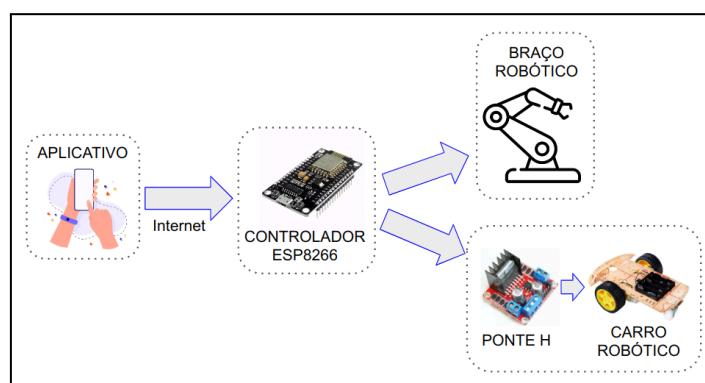 APLICATIVO
Internet
CONTROLADOR
ESP8266
BRAÇO
ROBÓTICO
PONTE H
CARRO
ROBÓTICO